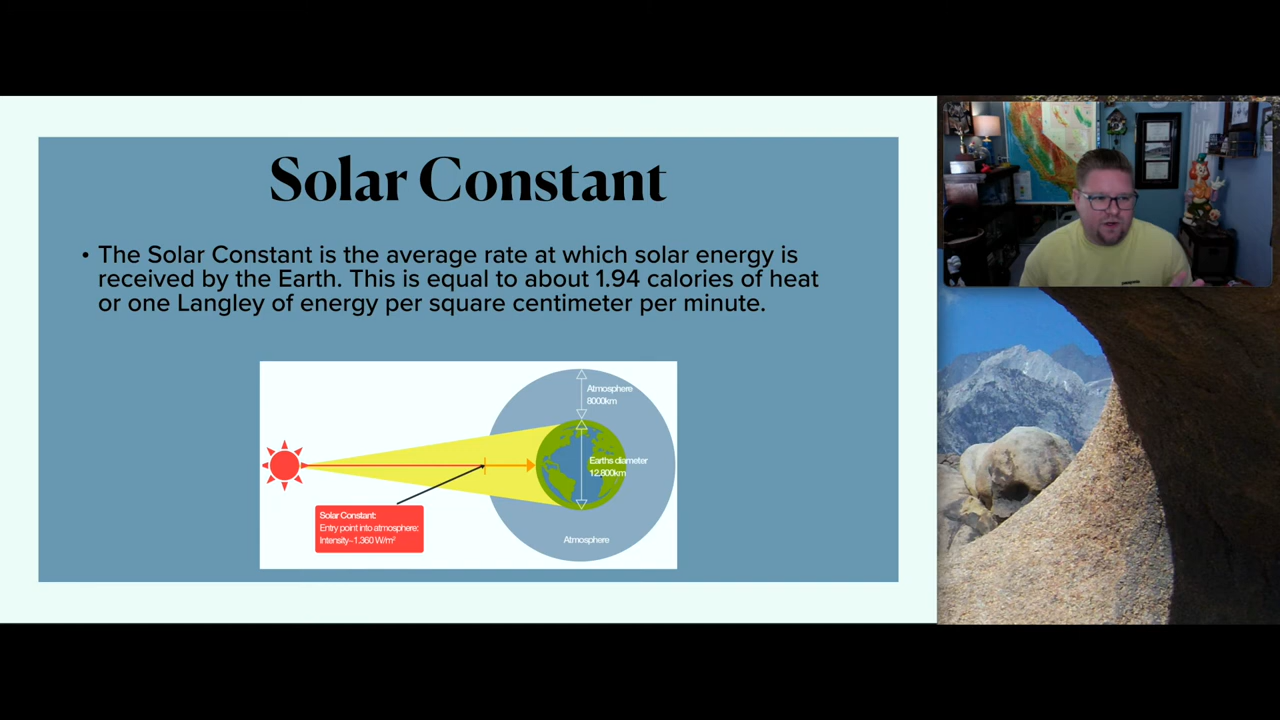 Solar Constant
• The Solar Constant is the average rate at which solar energy is
received by the Earth. This is equal to about 1.94 calories of heat
or one Langley of energy per square centimeter per minute.
Atmosphere
8000km
Earths diameter
12,800km
Solar Constant:
Entry point into atmosphere:
Intensity~1,360 W/m²
Atmosphere